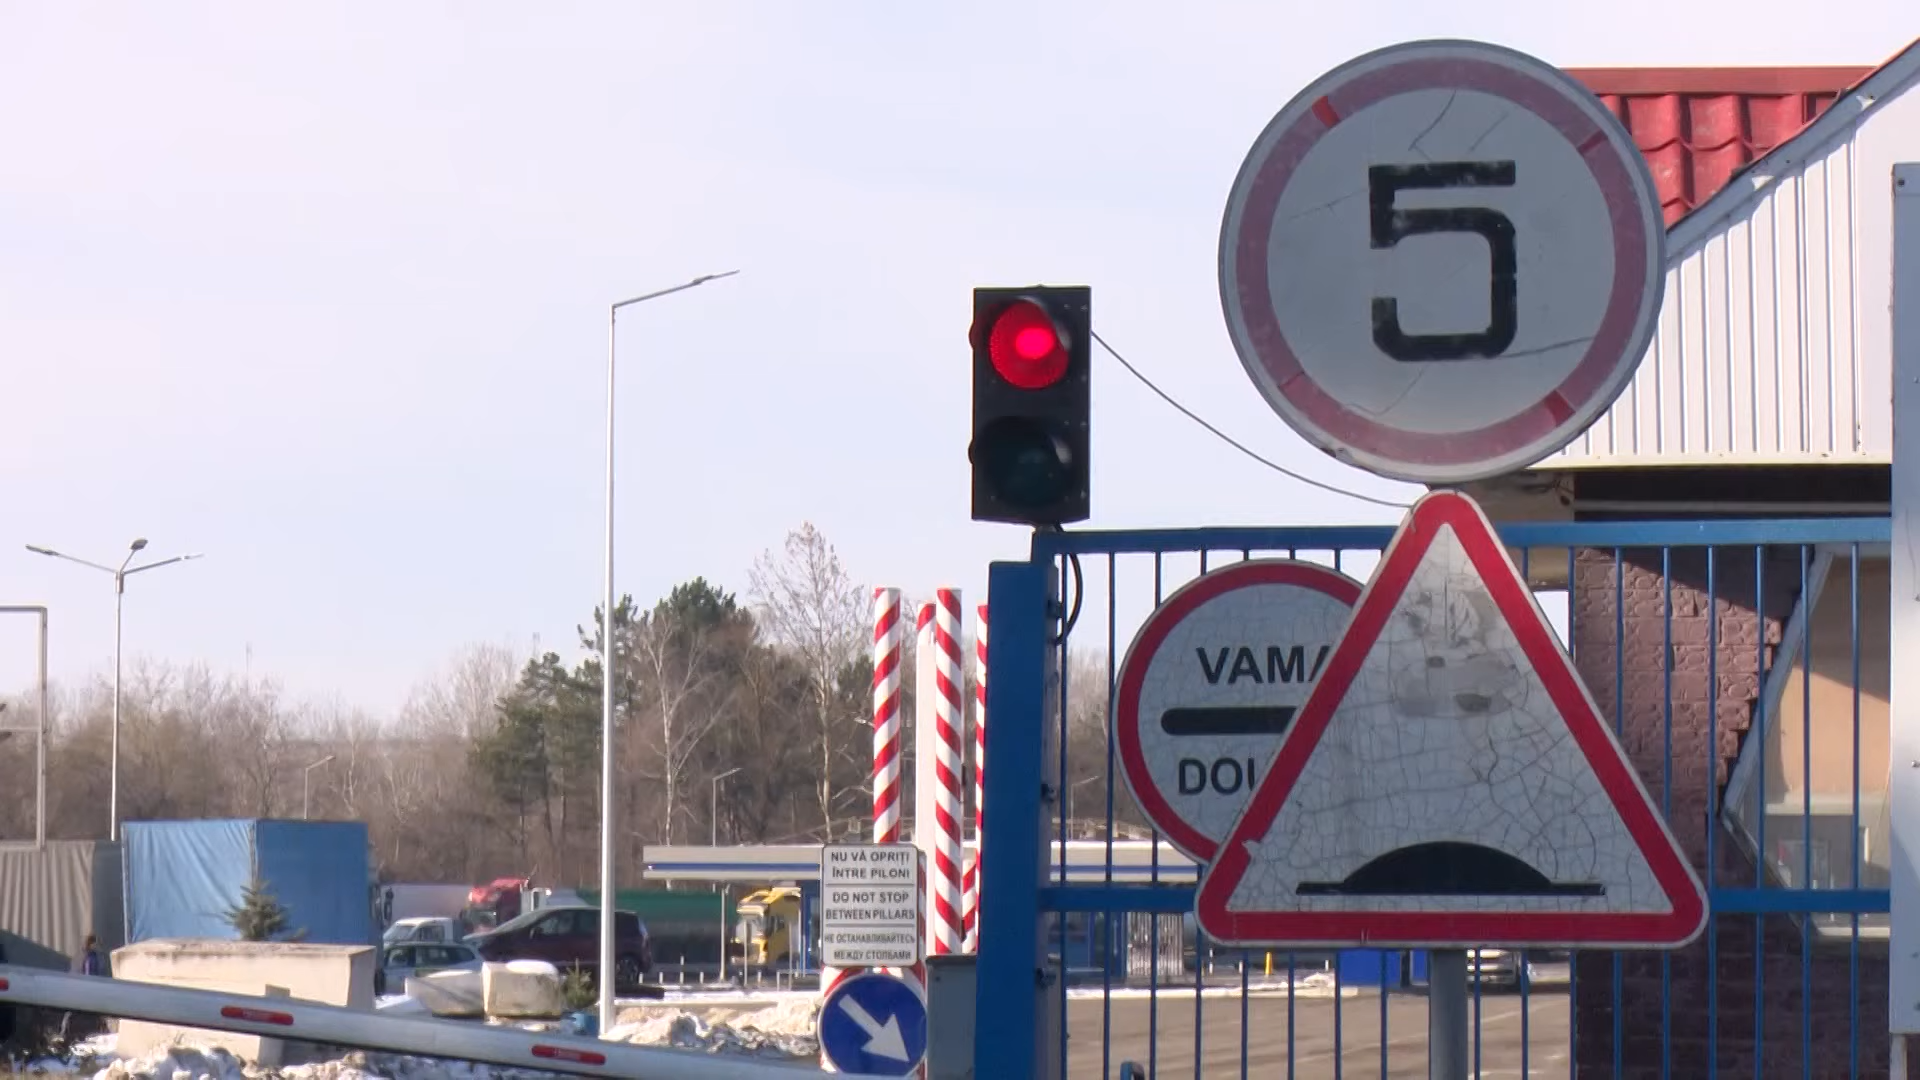 5
VAMA
DOU
NU VĂ OPRIȚI
ÎNTRE PILONI
DO NOT STOP
BETWEEN PILLARS
НЕ ОСТАНАВЛИВАЙТЕСЬ
МЕЖДУ СТОЛБАМИ